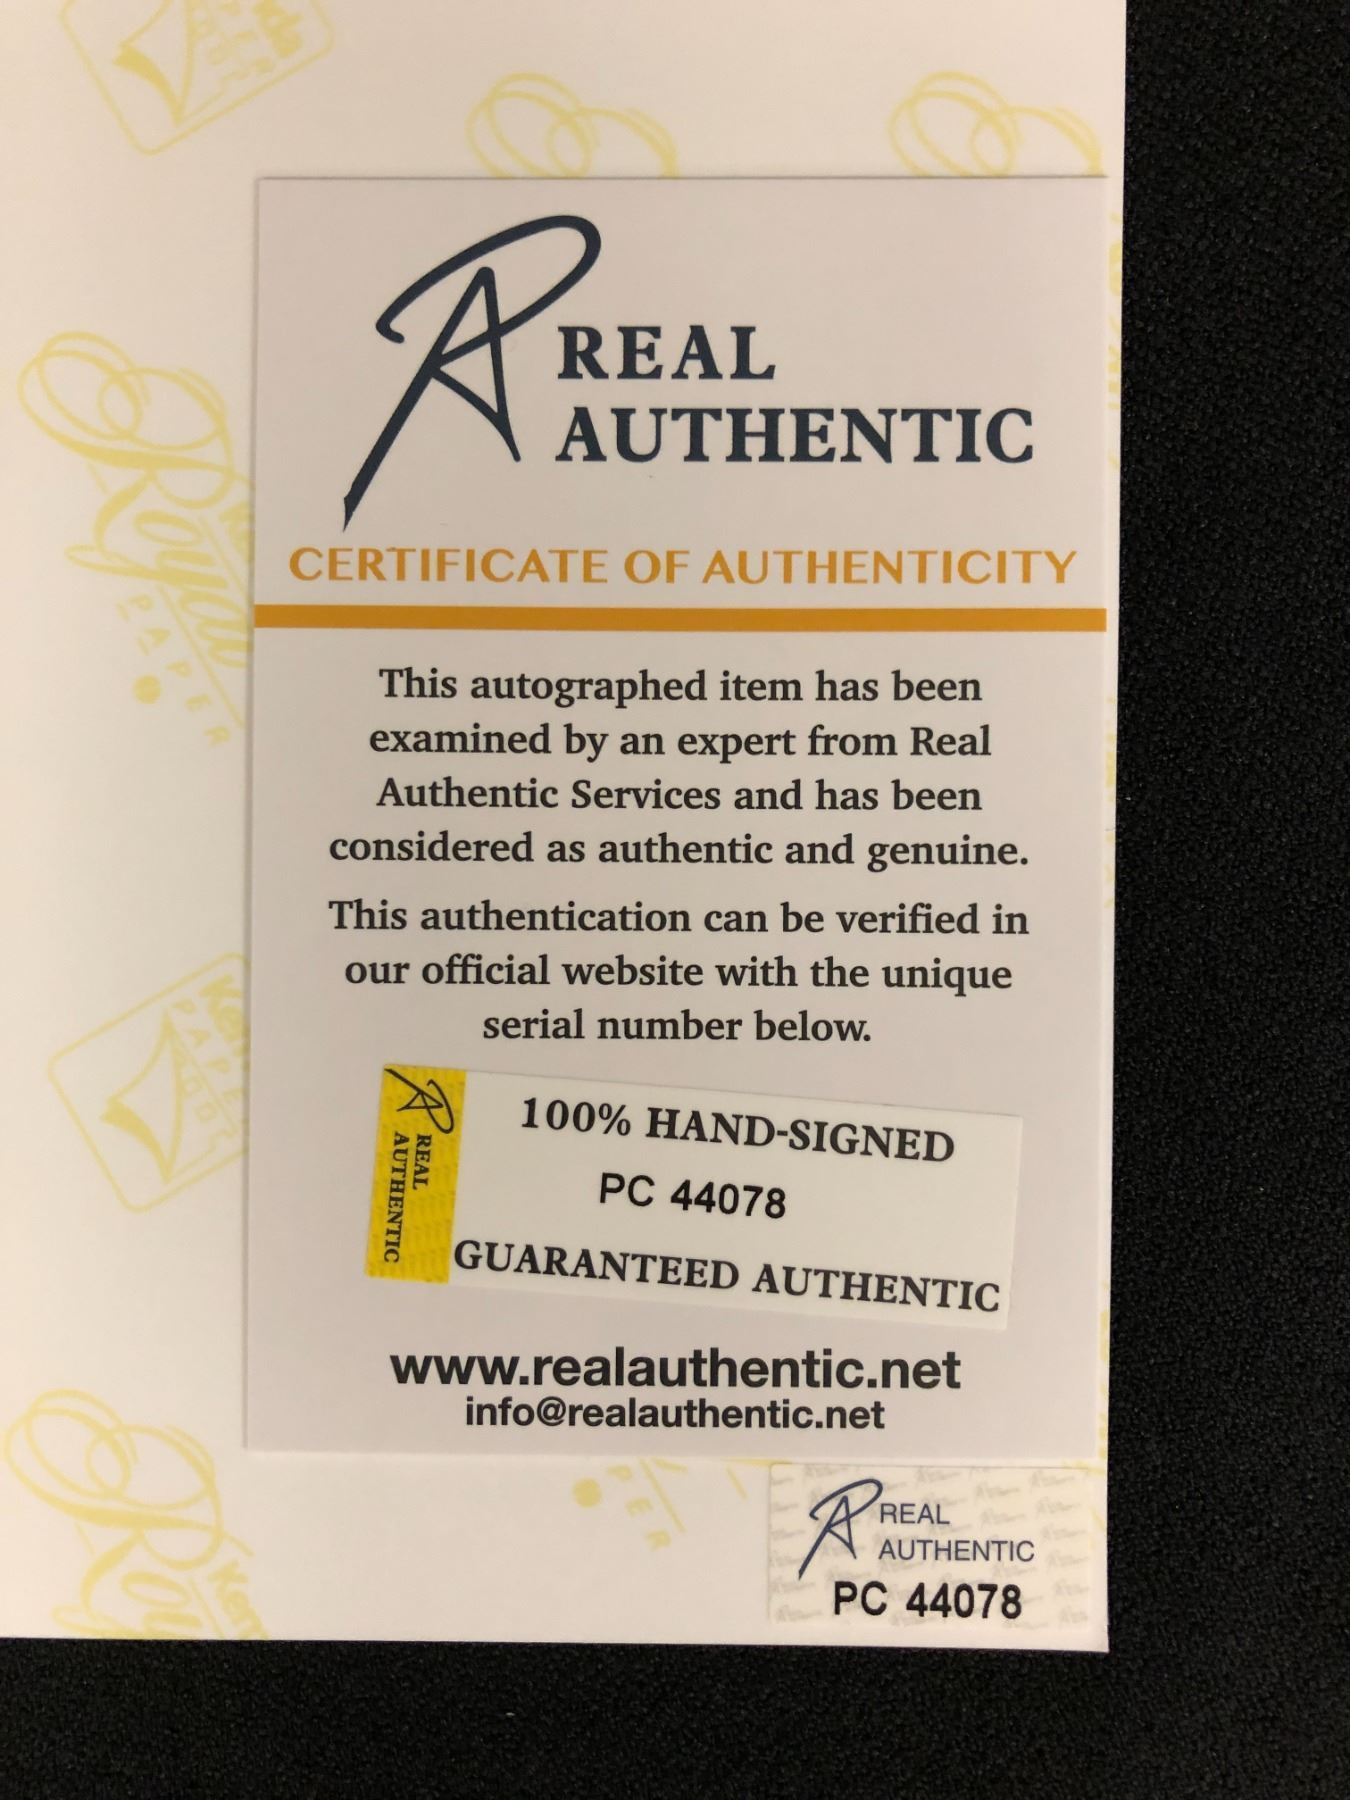 REAL
AUTHENTIC
CERTIFICATE OF AUTHENTICITY
This autographed item has been
examined by an expert from Real
Authentic Services and has been
considered as authentic and genuine.
This authentication can be verified in
our official website with the unique
serial number below.
REAL
AUTHENTIC
100% HAND-SIGNED
PC 44078
GUARANTEED AUTHENTIC
www.realauthentic.net
info@realauthentic.net
REAL
AUTHENTIC
PC 44078
Royal
PAPER